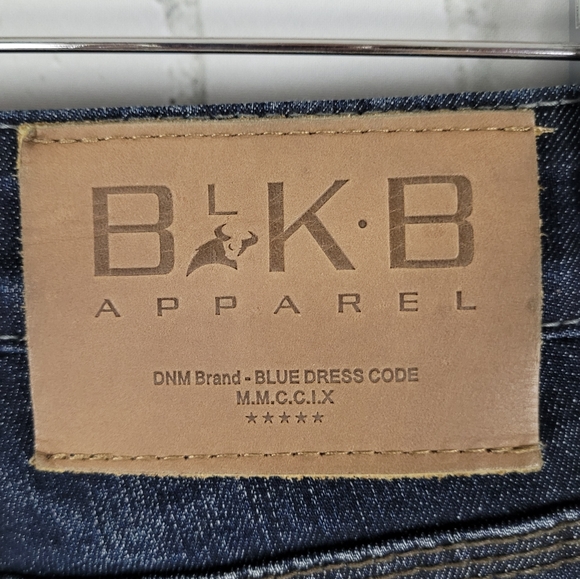 BLK·B
APPAREL
DNM Brand - BLUE DRESS CODE
M.M.C.C.I.X
★★★★★